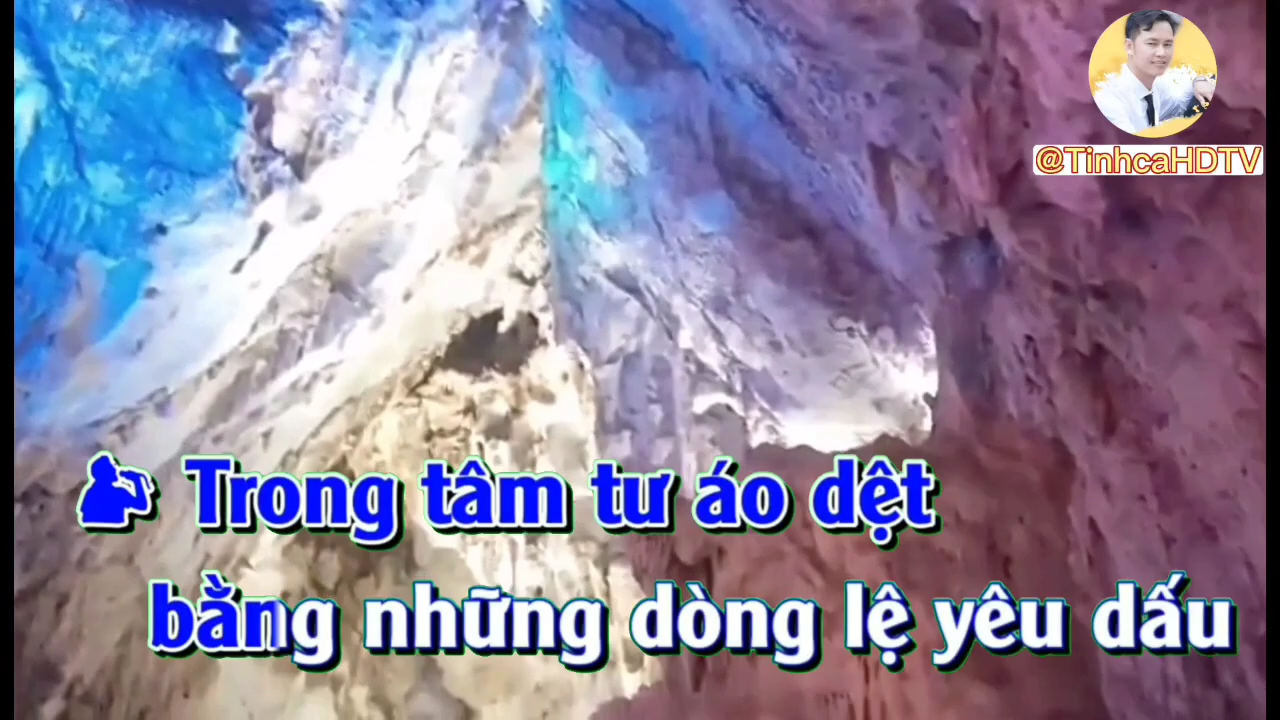 @TinhcaHDTV
Trong tâm tư áo dệt
bằng những dòng lệ yêu dấu